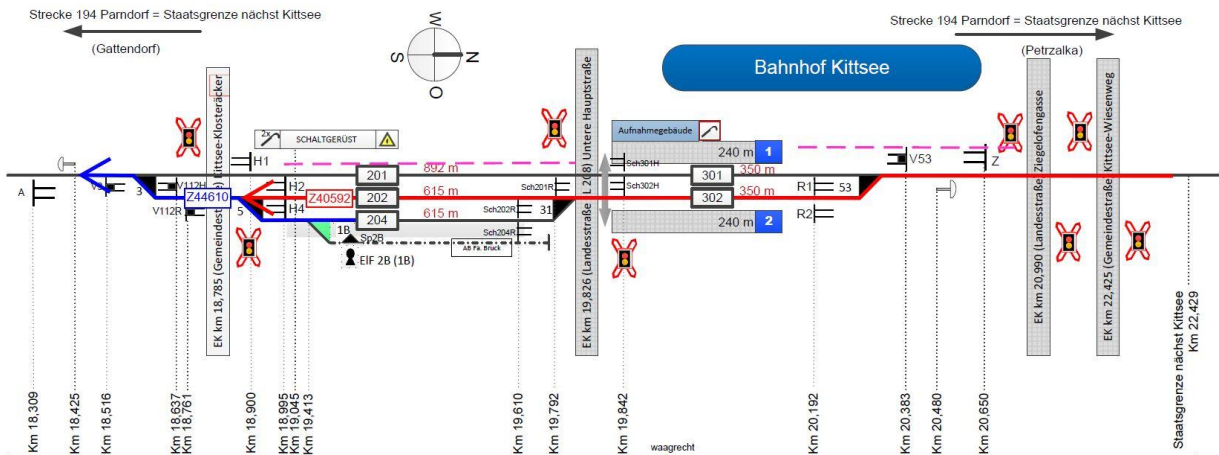 Strecke 194 Parndorf = Staatsgrenze nächst Kittsee
(Gattendorf)
W
N
S
O
Bahnhof Kittsee
Strecke 194 Parndorf = Staatsgrenze nächst Kittsee
(Petrzalka)
2x
SCHALTGERÜST
Aufnahmegebäude
240 m 1
H1
892 m
201
Sch301H
301
350 m
V53
Z
A
3
V112H
Z44610
H2
Z40592
202
615 m
Sch201R
Sch302H
302
350 m
R1
53
V112R
5
H4
204
615 m
Sch202R
31
R2
1B
Sp2B
Sch204R
240 m 2
AB Fa. Bruck
ElF 2B (1B)
EK km 18,785 (Gemeindestraße) Kittsee-Klosteräcker
EK km 19,826 (Landesstraße L 208) Untere Hauptstraße
EK km 20,990 (Landesstraße) Ziegelofengasse
EK km 22,425 (Gemeindestraße) Kittsee-Wiesenweg
Km 18,309
Km 18,425
Km 18,516
Km 18,637
Km 18,761
Km 18,900
Km 18,995
Km 19,045
Km 19,413
Km 19,610
Km 19,792
Km 19,842
Km 20,192
Km 20,383
Km 20,480
Km 20,650
Staatsgrenze nächst Kittsee
Km 22,429
waagrecht